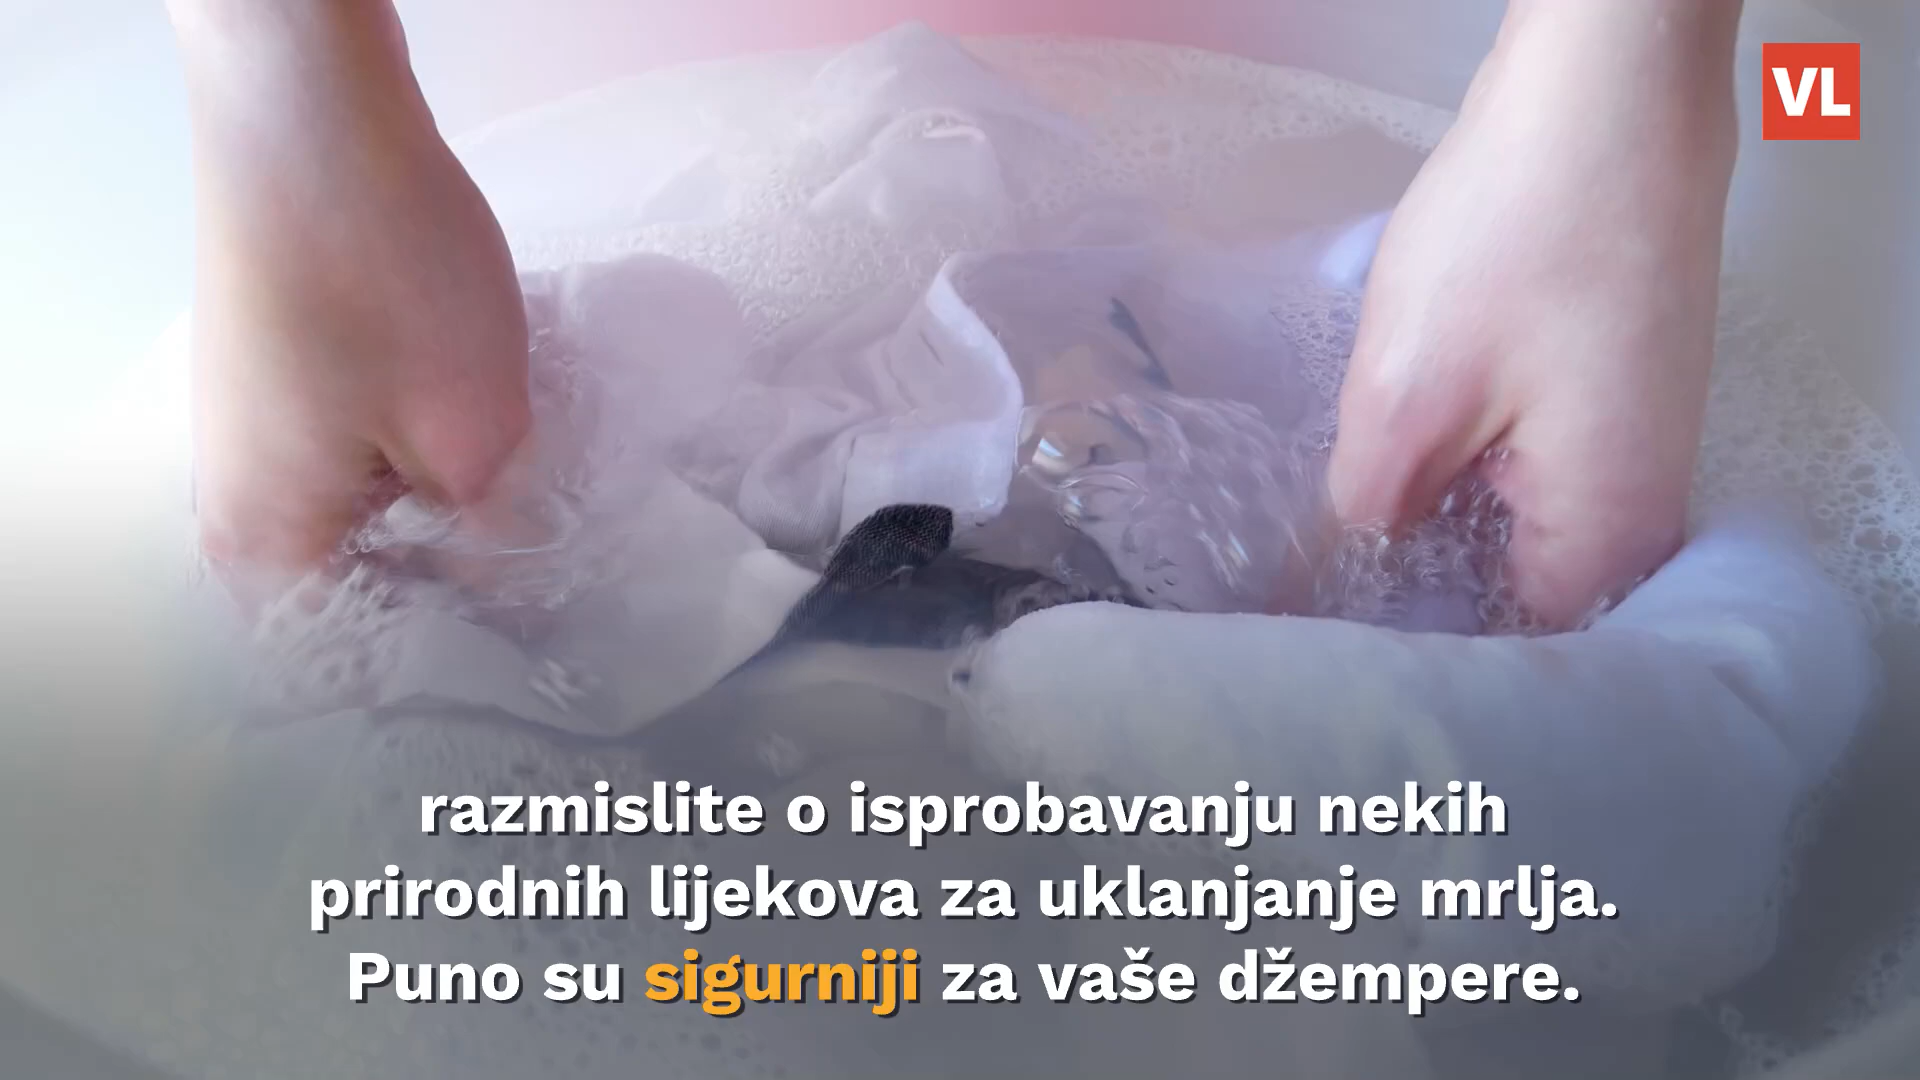 VL
razmislite o isprobavanju nekih
prirodnih lijekova za uklanjanje mrlja.
Puno su sigurniji za vaše džempere.